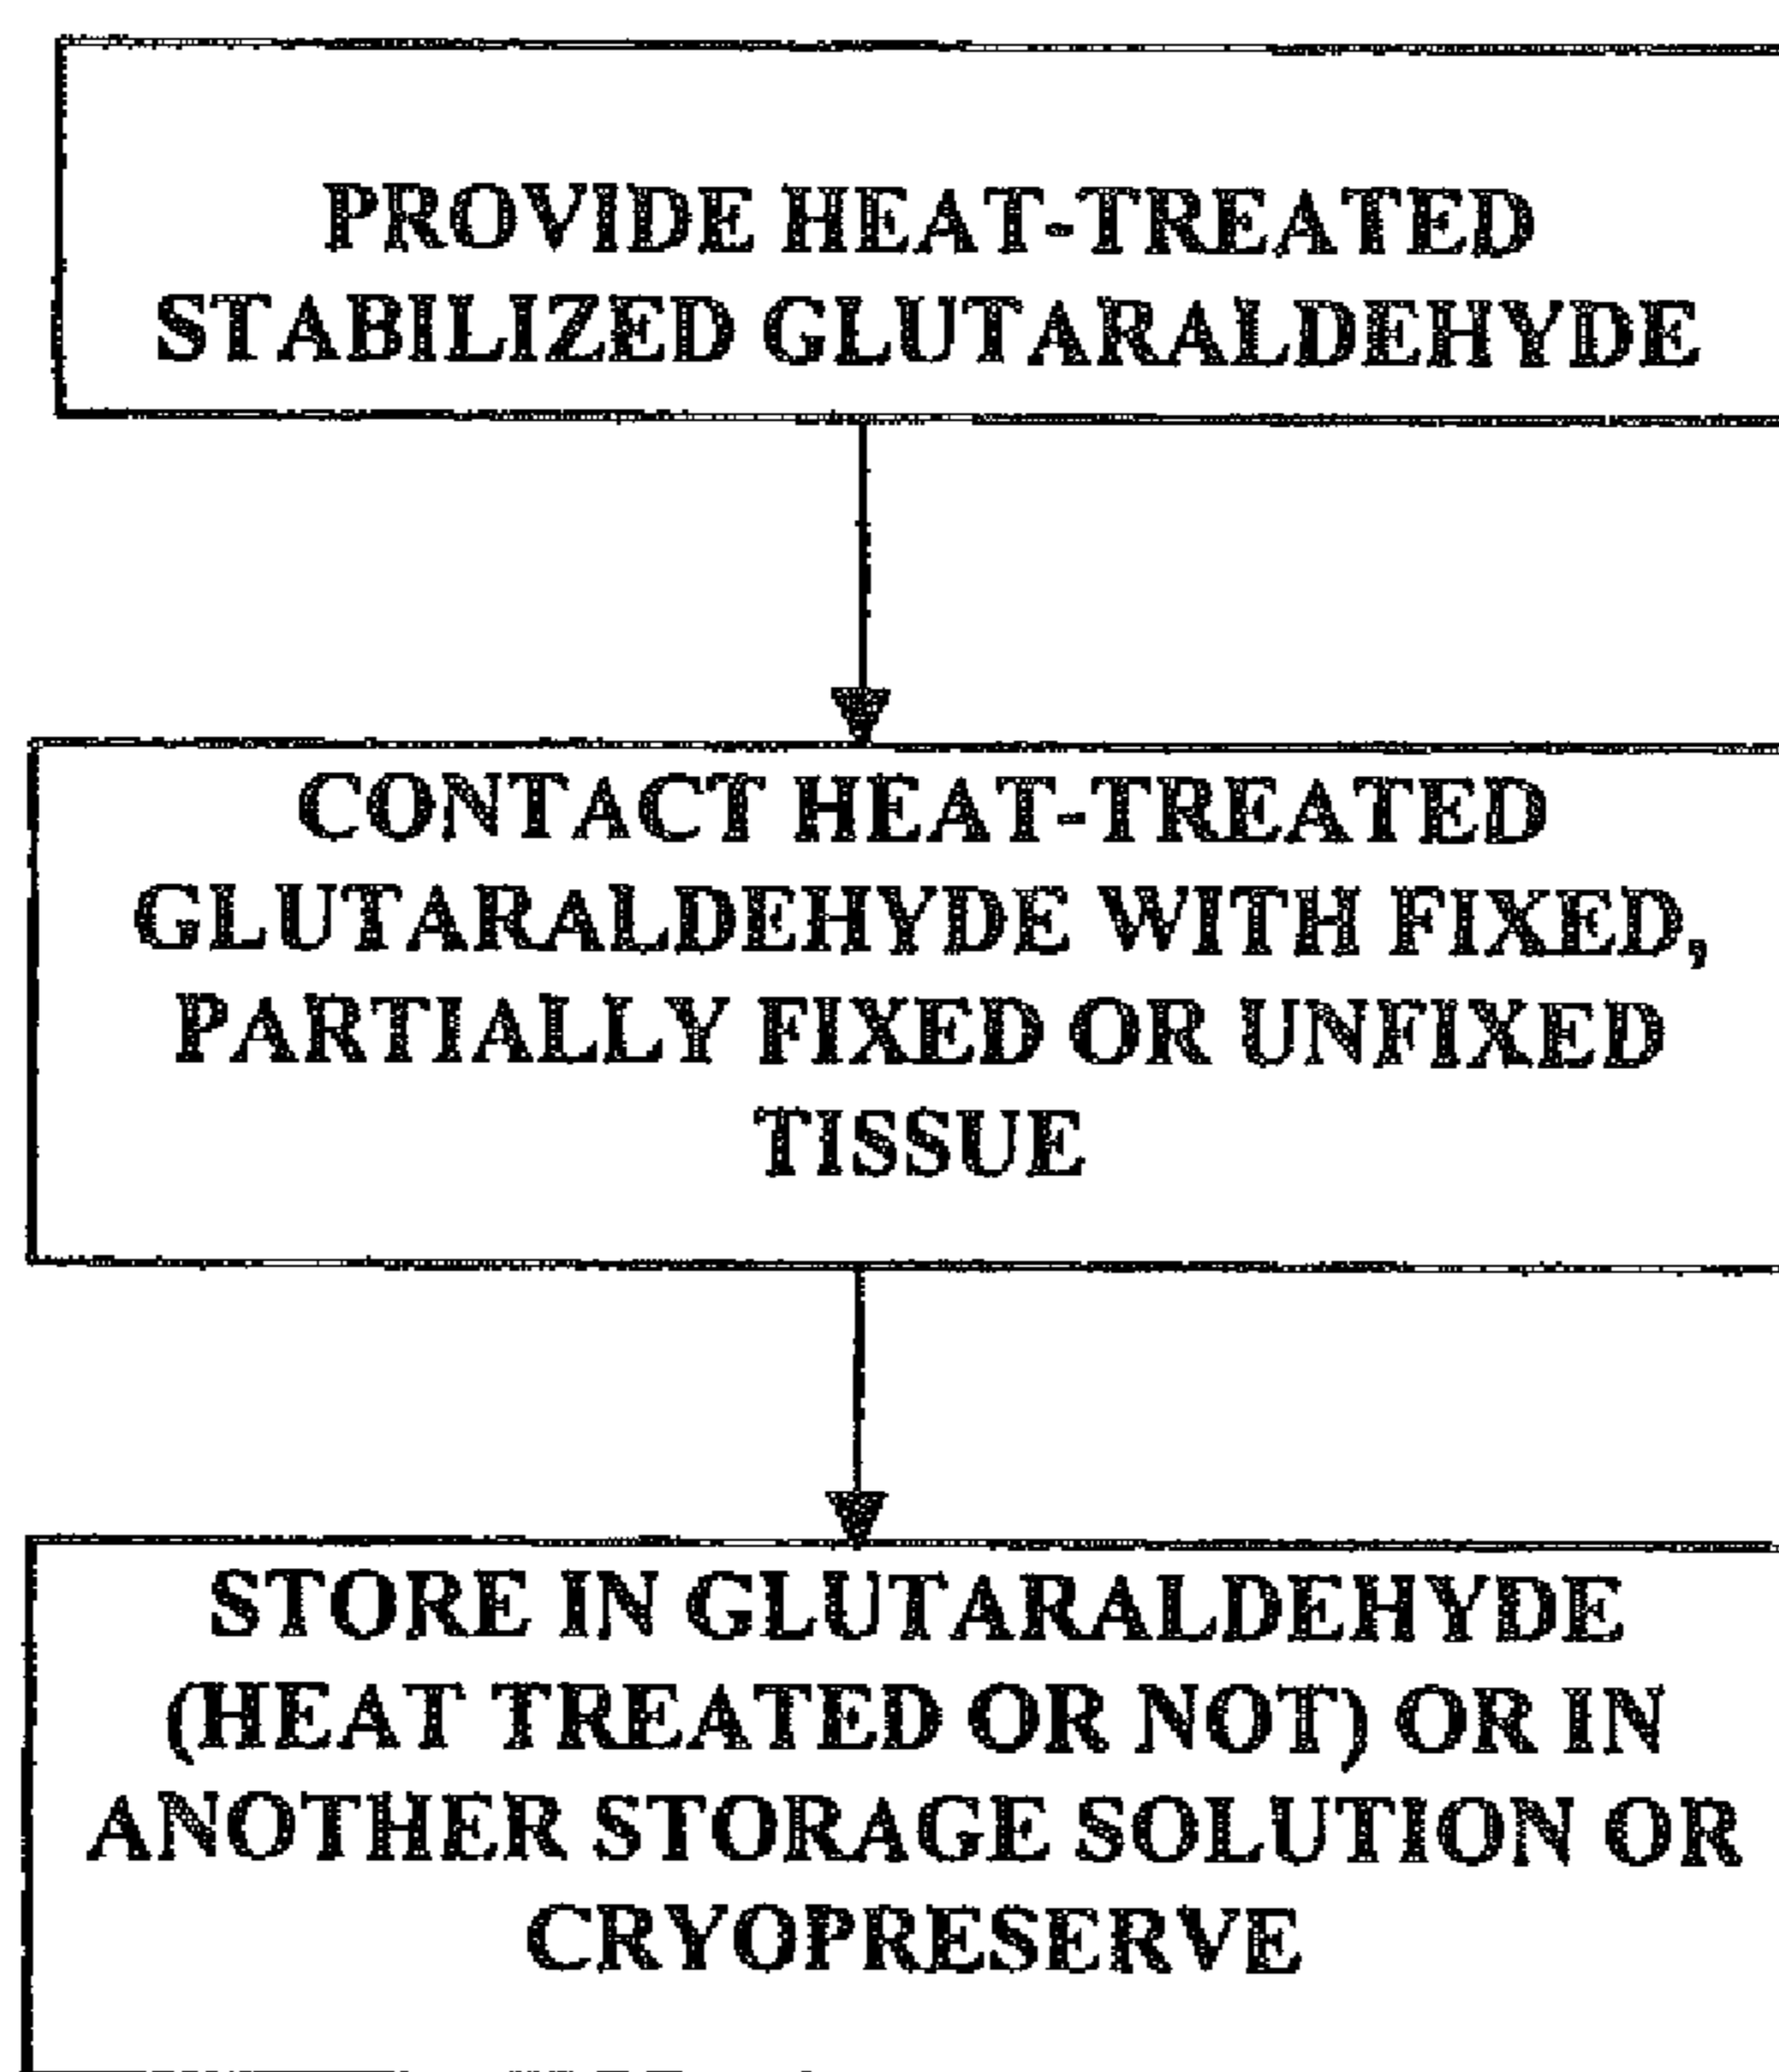 PROVIDE HEAT-TREATED
STABILIZED GLUTARALDEHYDE
CONTACT HEAT-TREATED
GLUTARALDEHYDE WITH FIXED,
PARTIALLY FIXED OR UNFIXED
TISSUE
STORE IN GLUTARALDEHYDE
(HEAT TREATED OR NOT) OR IN
ANOTHER STORAGE SOLUTION OR
CRYOPRESERVE